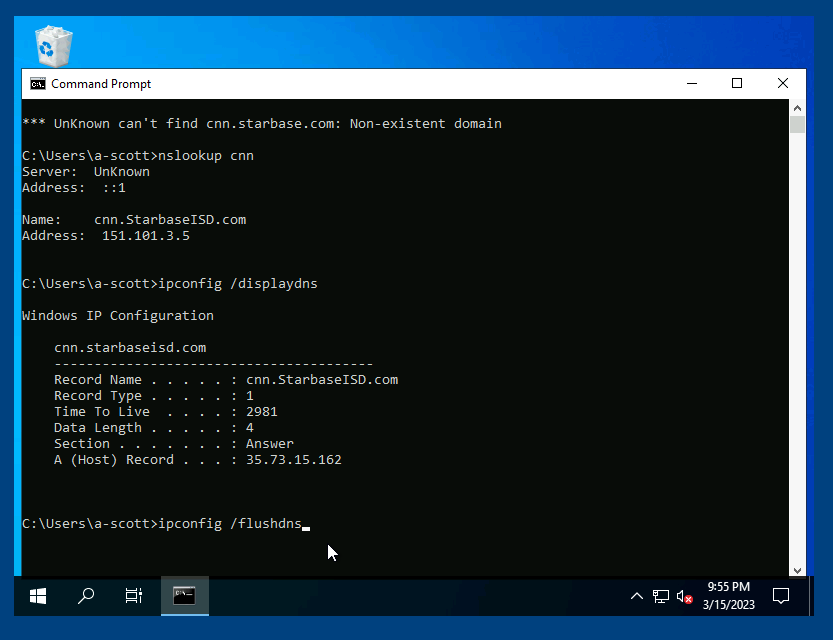 C:\.
Command Prompt
*** UnKnown can't find cnn.starbase.com: Non-existent domain
C:\Users\a-scott>nslookup cnn
Server:  UnKnown
Address:  ::1
Name:    cnn.StarbaseISD.com
Address:  151.101.3.5
C:\Users\a-scott>ipconfig /displaydns
Windows IP Configuration
    cnn.starbaseisd.com
    ----------------------------------------
    Record Name . . . . . : cnn.StarbaseISD.com
    Record Type . . . . . : 1
    Time To Live  . . . . : 2981
    Data Length . . . . . : 4
    Section . . . . . . . : Answer
    A (Host) Record . . . : 35.73.15.162
C:\Users\a-scott>ipconfig /flushdns_
9:55 PM
3/15/2023